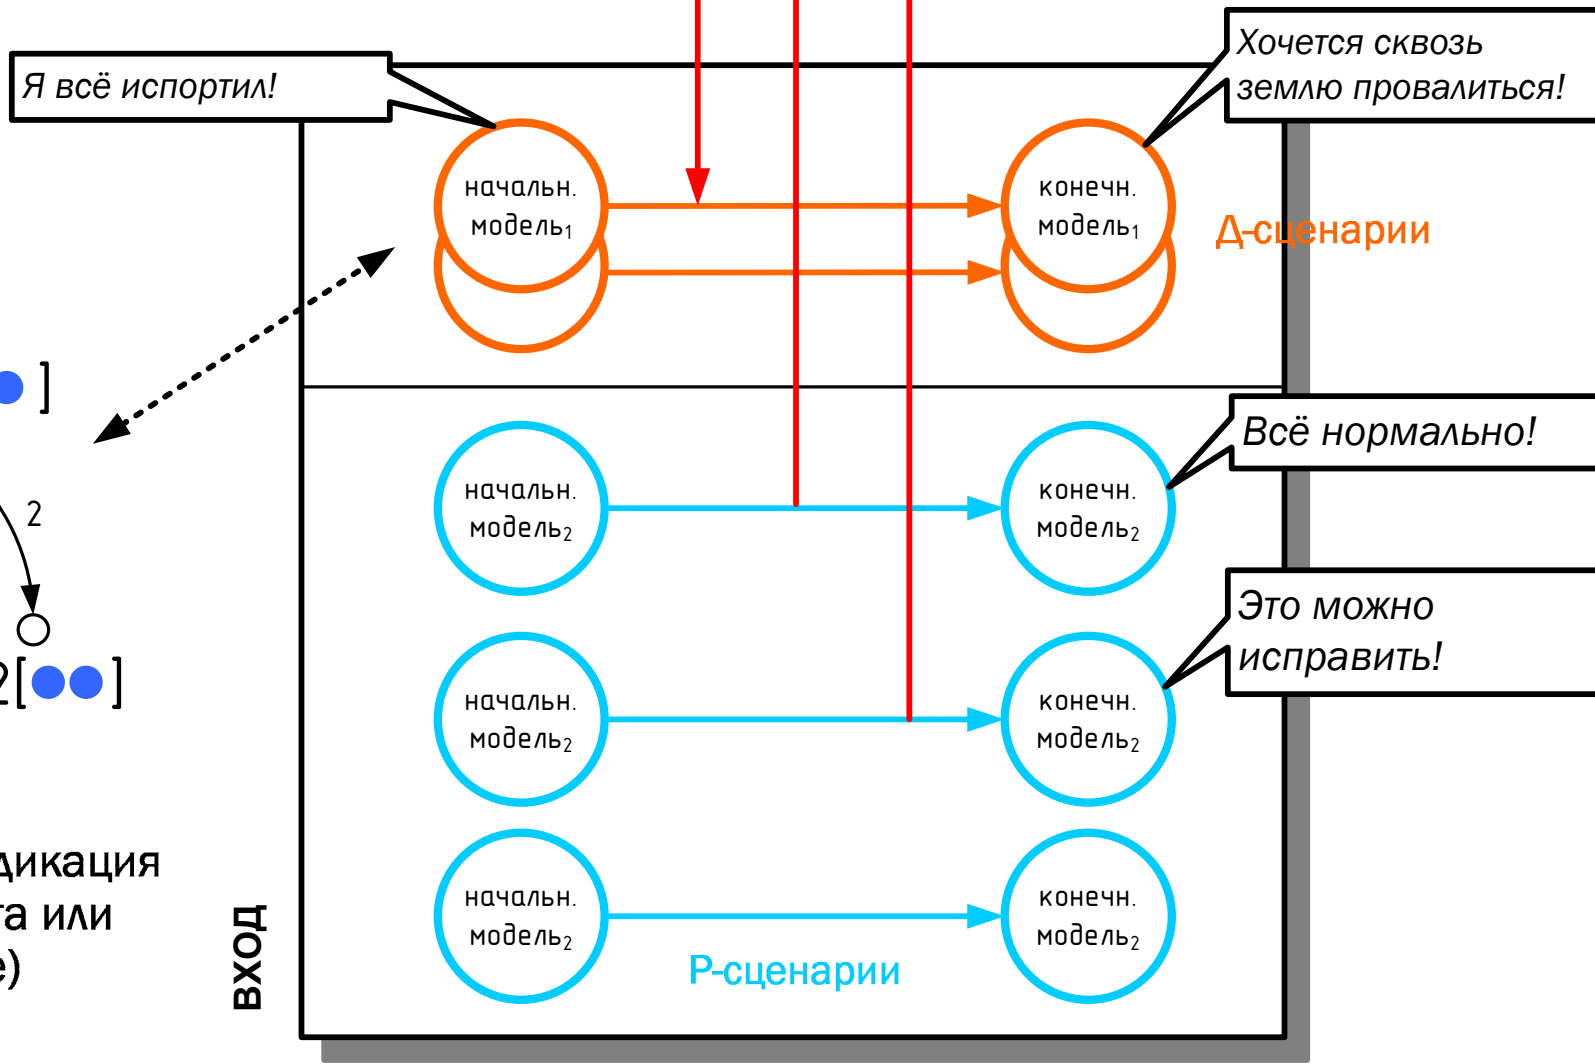 Я всё испортил!
Хочется сквозь
землю провалиться!
начальн.
модель₁
конечн.
модель₁
Д-сценарии
]
Всё нормально!
начальн.
модель₂
конечн.
модель₂
2
Это можно
исправить!
2[ ]
начальн.
модель₂
конечн.
модель₂
дикация
та или
е)
ВХОД
начальн.
модель₂
конечн.
модель₂
Р-сценарии